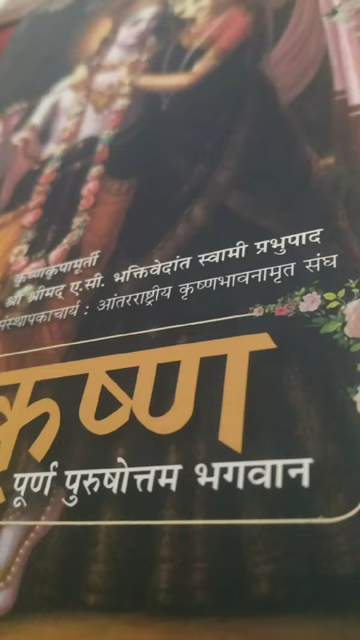 कृष्णकृपामूर्ती
श्री श्रीमद् ए.सी. भक्तिवेदांत स्वामी प्रभुपाद
संस्थापकाचार्य : आंतरराष्ट्रीय कृष्णभावनामृत संघ
कृष्ण
पूर्ण पुरुषोत्तम भगवान